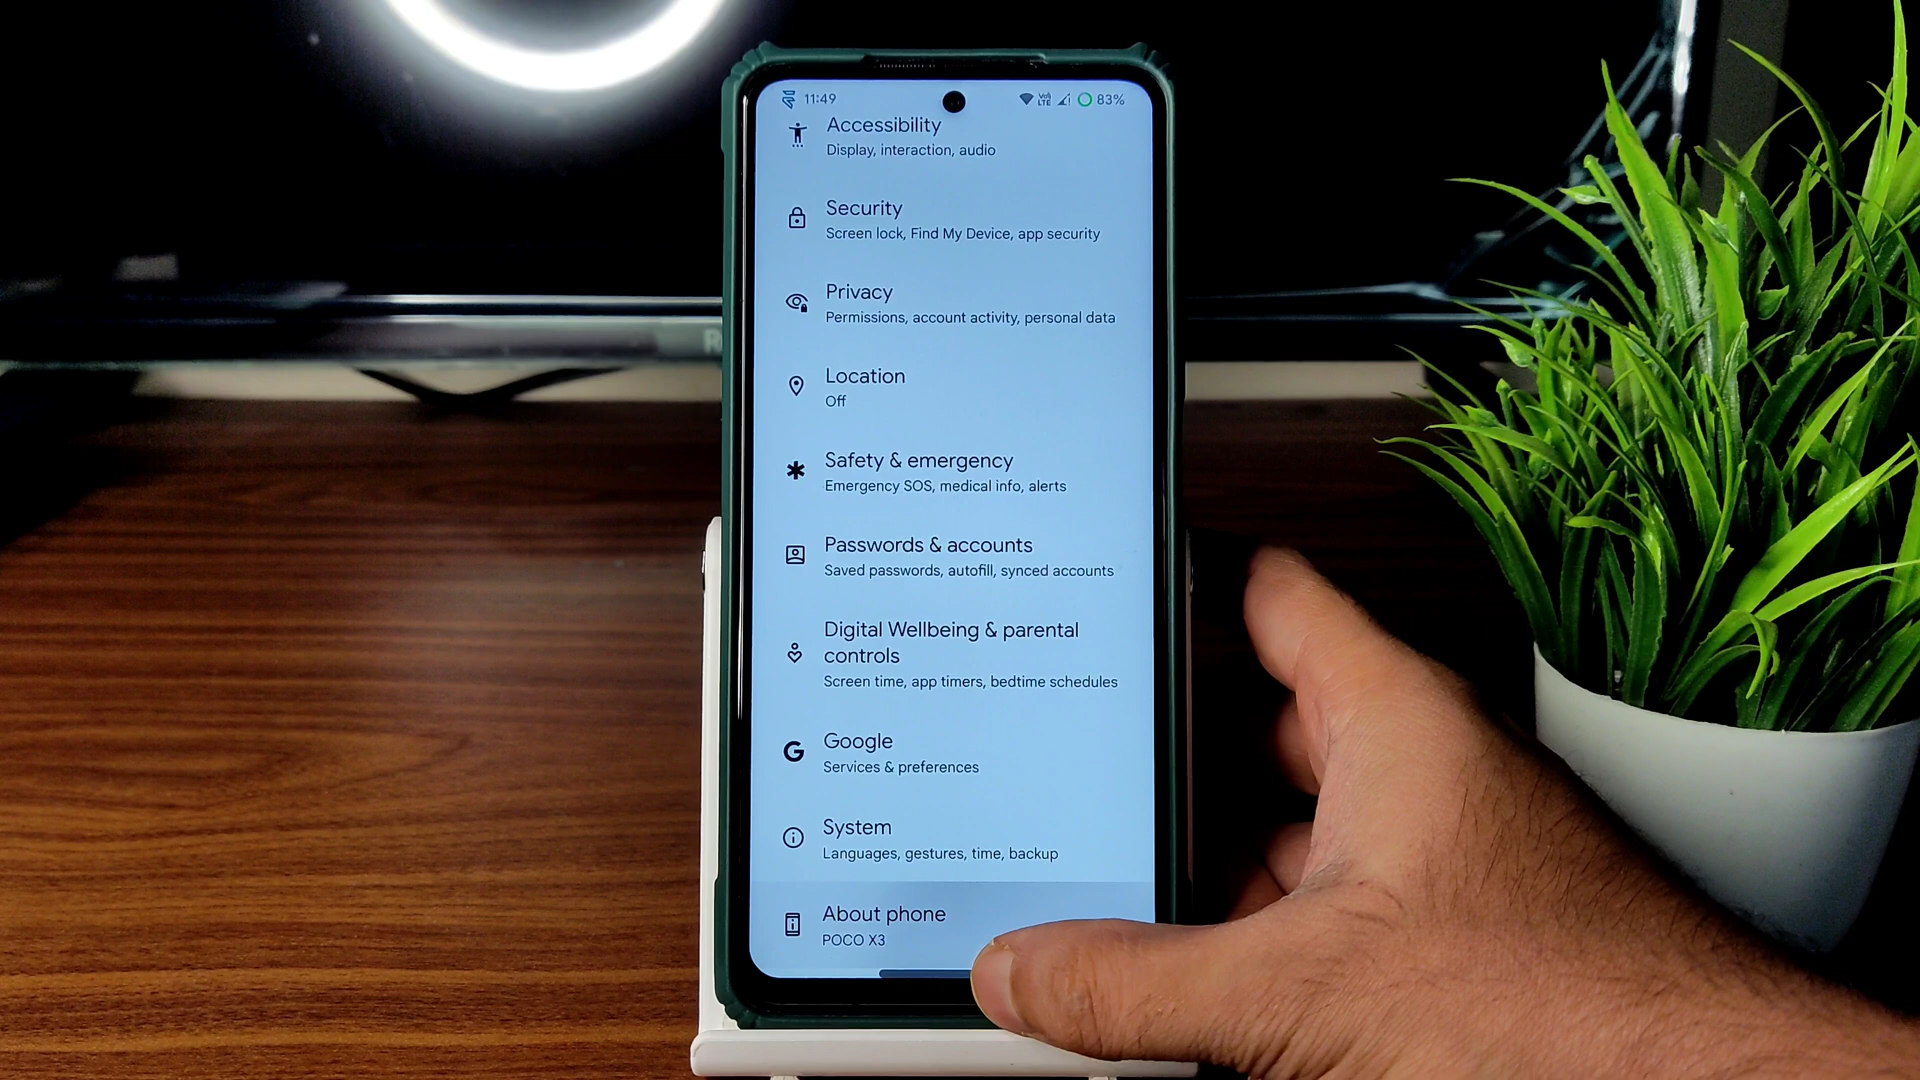 11:49
Vo) LTE 83%
Accessibility
Display, interaction, audio
Security
Screen lock, Find My Device, app security
Privacy
Permissions, account activity, personal data
Location
Off
Safety & emergency
Emergency SOS, medical info, alerts
Passwords & accounts
Saved passwords, autofill, synced accounts
Digital Wellbeing & parental
controls
Screen time, app timers, bedtime schedules
Google
Services & preferences
System
Languages, gestures, time, backup
About phone
POCO X3